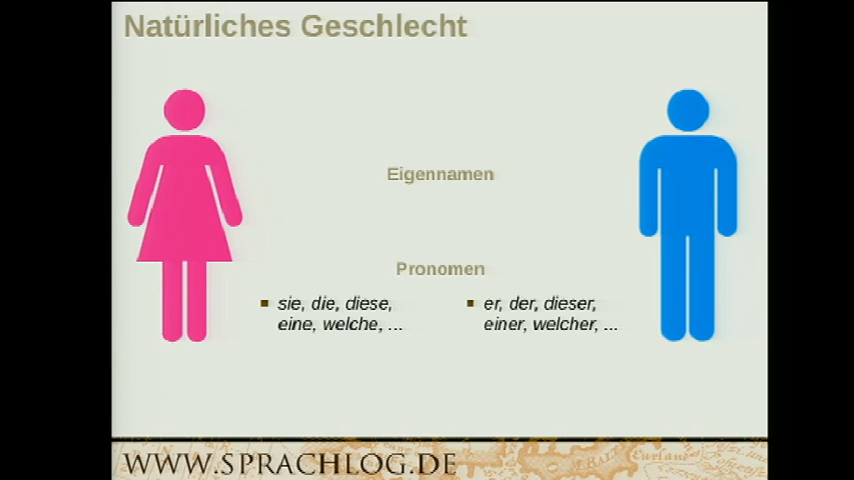 Natürliches Geschlecht
Eigennamen
Pronomen
sie, die, diese,
eine, welche, ...
er, der, dieser,
einer, welcher, ...
WWW.SPRACHLOG.DE